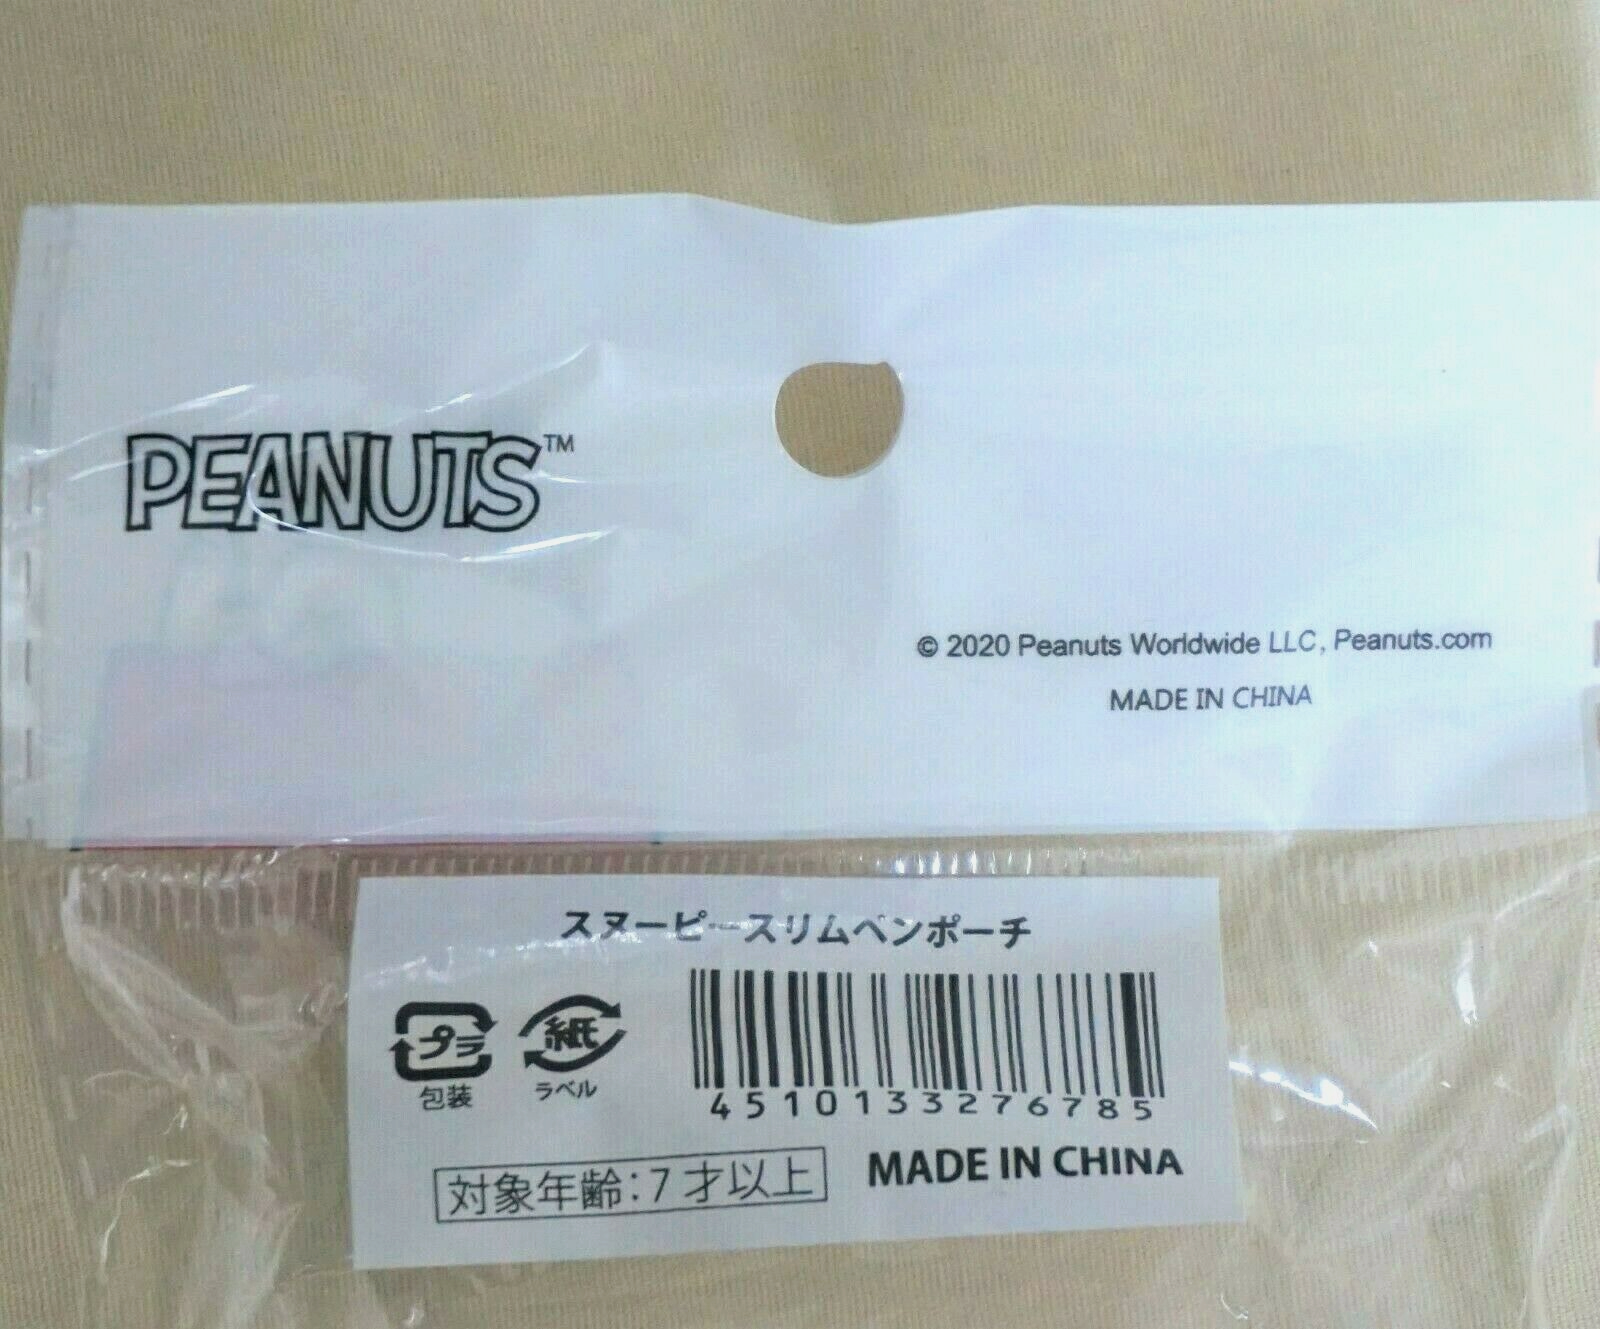 PEANUTS™
© 2020 Peanuts Worldwide LLC, Peanuts.com
MADE IN CHINA
スヌーピースリムペンポーチ
プラ
包装
紙
ラベル
4510133276785
対象年齢:7才以上
MADE IN CHINA